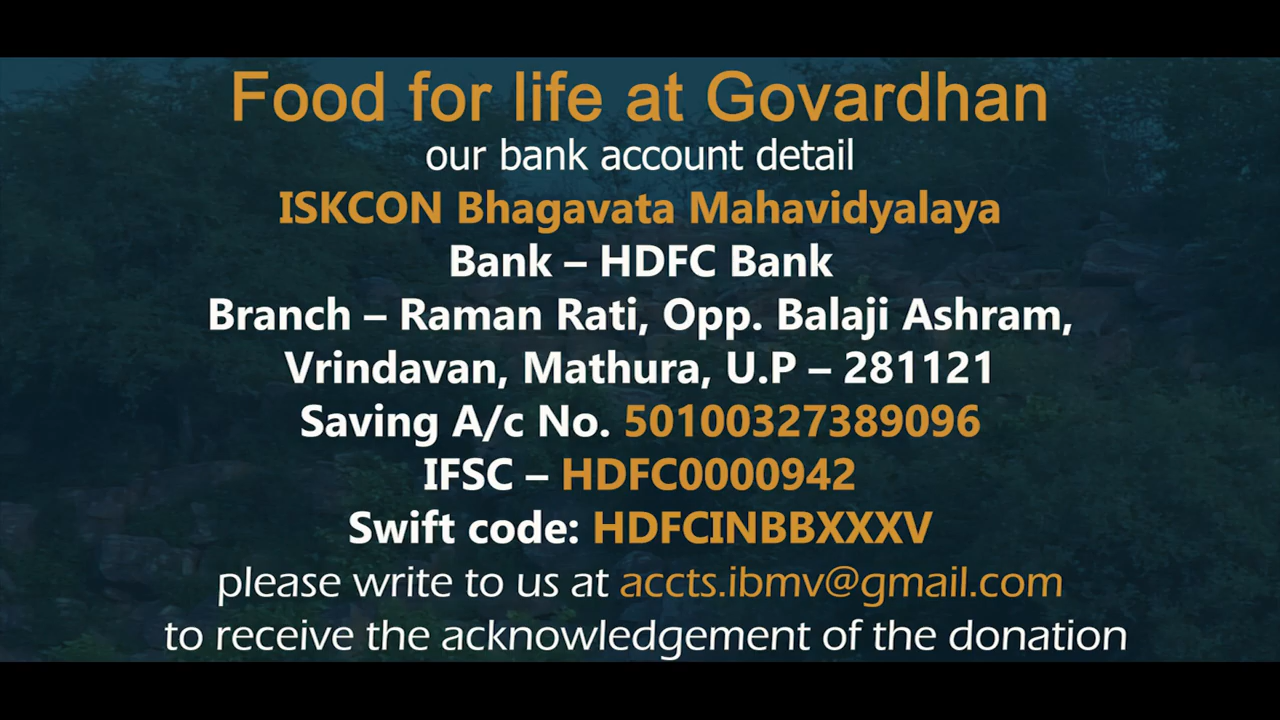 Food for life at Govardhan
our bank account detail
ISKCON Bhagavata Mahavidyalaya
Bank – HDFC Bank
Branch – Raman Rati, Opp. Balaji Ashram,
Vrindavan, Mathura, U.P – 281121
Saving A/c No. 50100327389096
IFSC – HDFC0000942
Swift code: HDFCINBBXXXV
please write to us at accts.ibmv@gmail.com
to receive the acknowledgement of the donation